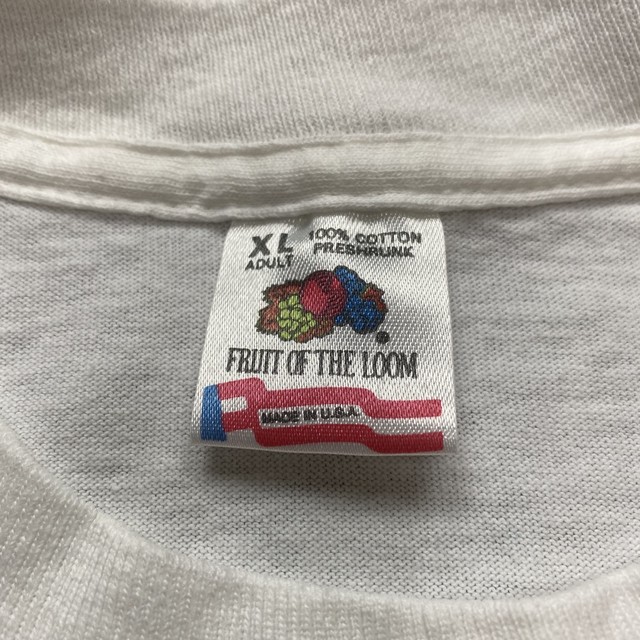 XL
ADULT
100% COTTON
PRESHRUNK
®
FRUIT OF THE LOOM
MADE IN U.S.A.